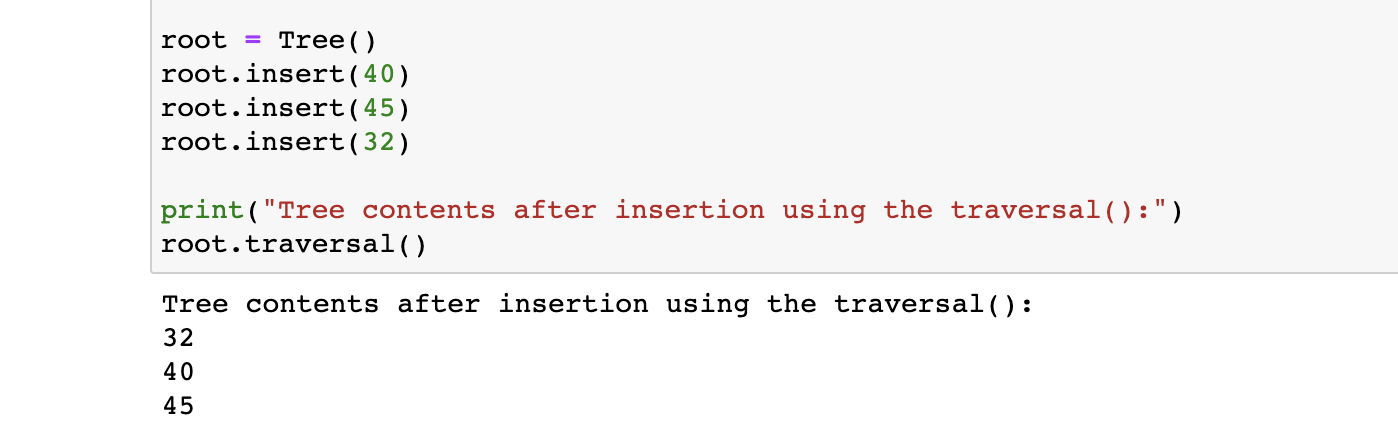 root = Tree()
root.insert(40)
root.insert(45)
root.insert(32)
print("Tree contents after insertion using the traversal():")
root.traversal()
Tree contents after insertion using the traversal():
32
40
45